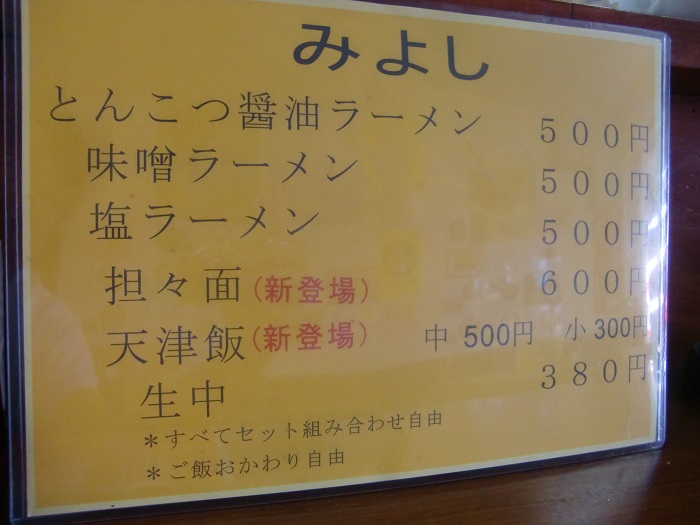 みよし
とんこつ醤油ラーメン ５００円
味噌ラーメン ５００円
塩ラーメン ５００円
担々面(新登場) ６００円
天津飯(新登場) 中 500円 小 300円
生中 ３８０円
＊すべてセット組み合わせ自由
＊ご飯おかわり自由